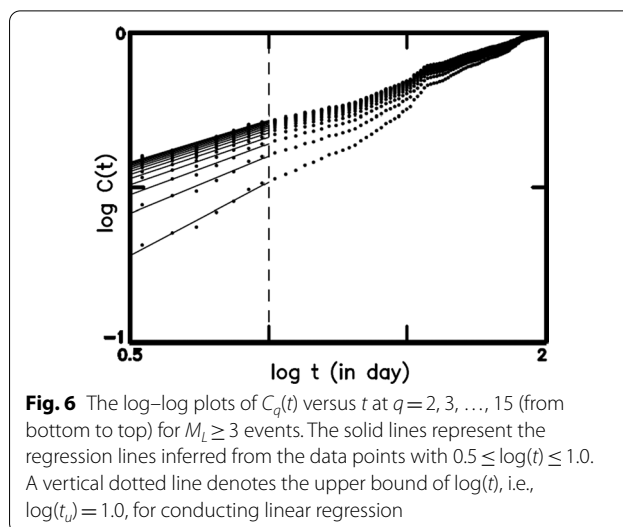 0
log C(t)
-1
0.5
2
log t (in day)
Fig. 6 The log–log plots of Cq(t) versus t at q = 2, 3, …, 15 (from
bottom to top) for ML ≥ 3 events. The solid lines represent the
regression lines inferred from the data points with 0.5 ≤ log(t) ≤ 1.0.
A vertical dotted line denotes the upper bound of log(t), i.e.,
log(tu) = 1.0, for conducting linear regression